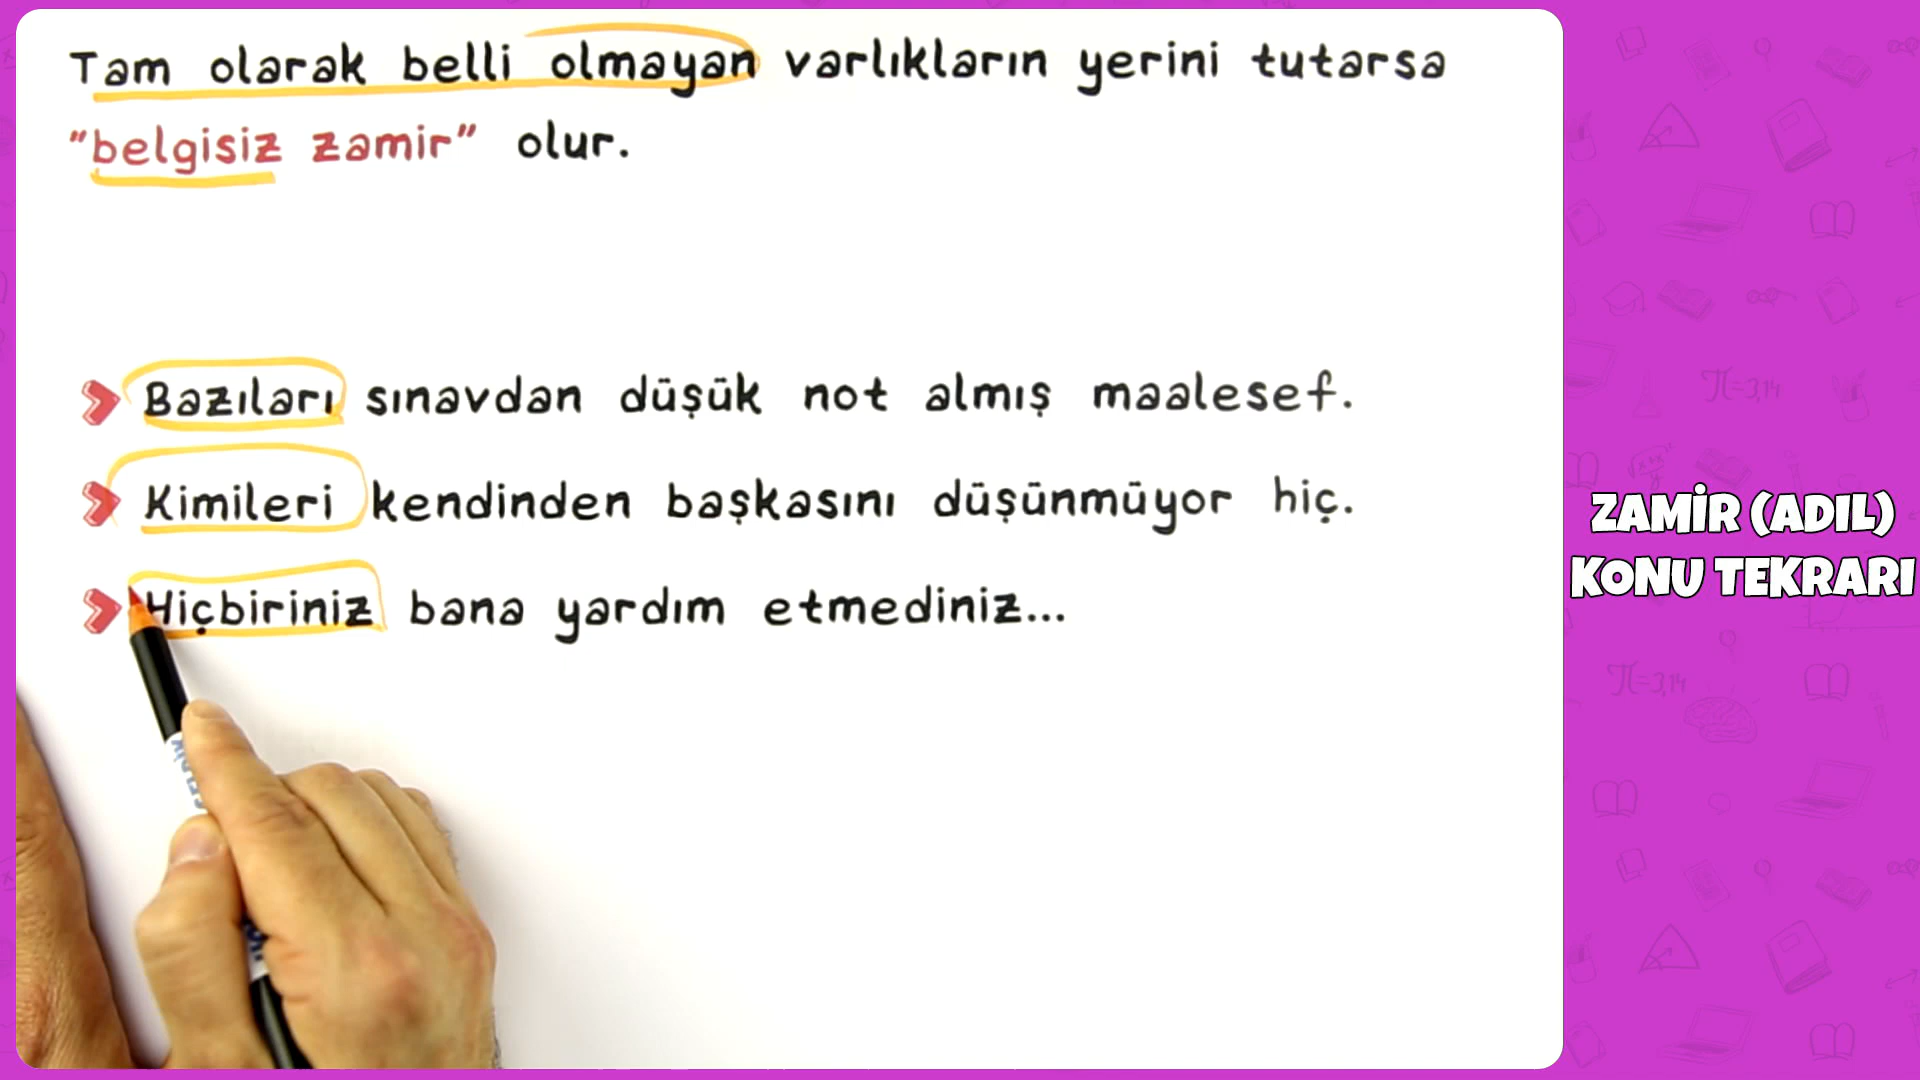 Tam olarak belli olmayan varlıkların yerini tutarsa
"belgisiz zamir" olur.
Bazıları sınavdan düşük not almış maalesef.
Kimileri kendinden başkasını düşünmüyor hiç.
Hiçbiriniz bana yardım etmediniz...
ZAMİR (ADIL)
KONU TEKRARI